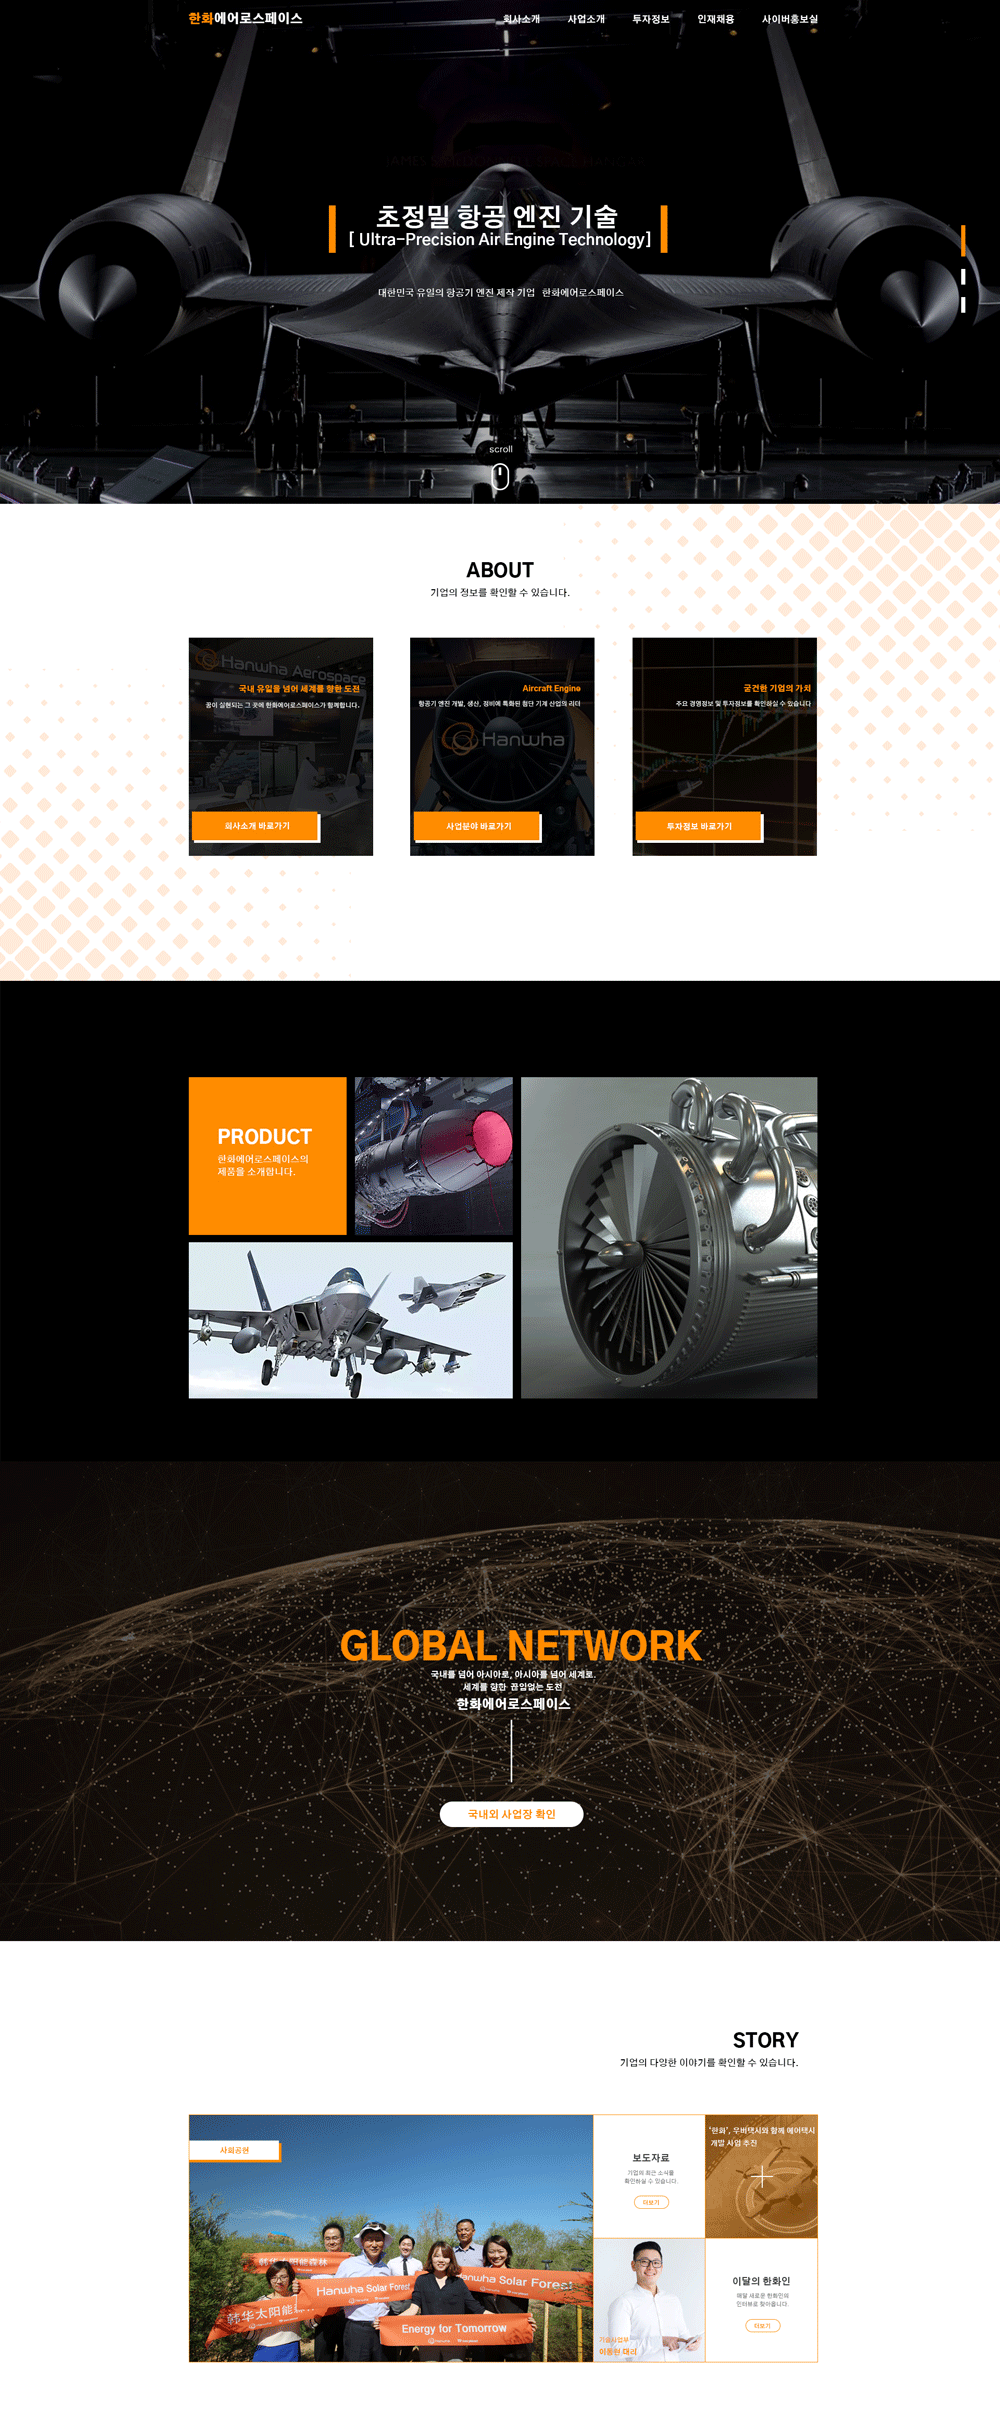 한화에어로스페이스
회사소개 사업소개 투자정보 인재채용 사이버홍보실
초정밀 항공 엔진 기술
[ Ultra-Precision Air Engine Technology]
대한민국 유일의 항공기 엔진 제작 기업 한화에어로스페이스
scroll
ABOUT
기업의 정보를 확인할 수 있습니다.
Hanwha Aerospace
국내 유일을 넘어 세계를 향한 도전
꿈이 실현되는 그 곳에 한화에어로스페이스가 함께합니다.
회사소개 바로가기
Aircraft Engine
항공기 엔진 개발, 생산, 정비에 특화된 첨단 기계 산업의 리더
Hanwha
사업분야 바로가기
굳건한 기업의 가치
주요 경영정보 및 투자정보를 확인하실 수 있습니다
투자정보 바로가기
PRODUCT
한화에어로스페이스의
제품을 소개합니다.
GLOBAL NETWORK
국내를 넘어 아시아로, 아시아를 넘어 세계로.
세계를 향한 끊임없는 도전
한화에어로스페이스
국내외 사업장 확인
STORY
기업의 다양한 이야기를 확인할 수 있습니다.
사회공헌
韩华太阳能森林
Hanwha Solar Forest
Hanwha Solar Forest
韩华太阳能
Energy for Tomorrow
보도자료
기업의 최근 소식을
확인하실 수 있습니다.
더보기
'한화', 우버택시와 함께 에어택시
개발 사업 추진
이달의 한화인
매달 새로운 한화인의
인터뷰로 찾아옵니다.
더보기